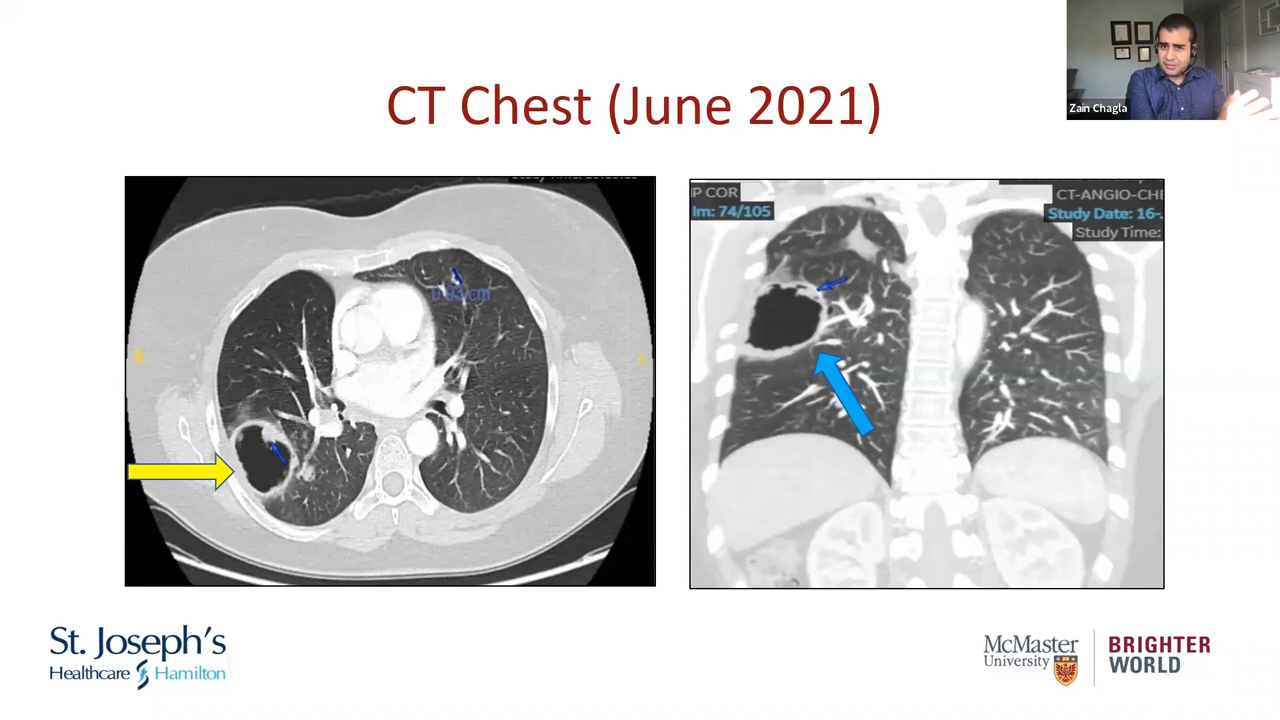 CT Chest (June 2021)
Zain Chagla
R
L
P COR
Im: 74/105
CT-ANGIO-CHE
Study Date: 16-
Study Time:
St. Joseph's
Healthcare Hamilton
McMaster
University
BRIGHTER
WORLD